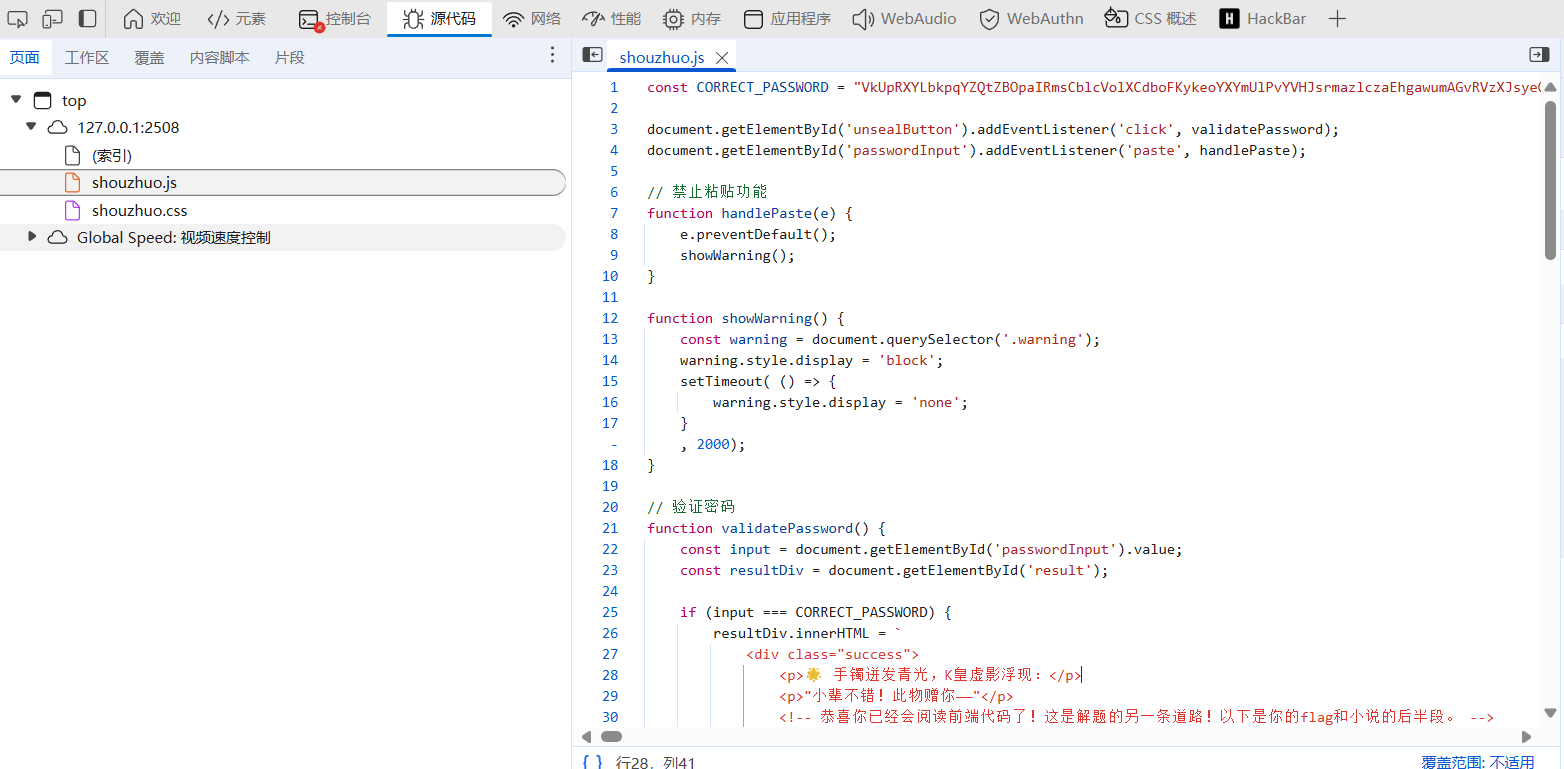 欢迎 元素 控制台 源代码 网络 性能 内存 应用程序 WebAudio WebAuthn CSS 概述 HackBar
页面 工作区 覆盖 内容脚本 片段
shouzhuo.js
top
127.0.0.1:2508
(索引)
shouzhuo.js
shouzhuo.css
Global Speed: 视频速度控制
1 const CORRECT_PASSWORD = "VkUpRXYLbkpqYZQtZBOpaIRmsCblcVolXCdboFKykeoYXYmUlPvYVHJsrmazlczaEhgawumAGvRVzXJsye
2
3 document.getElementById('unsealButton').addEventListener('click', validatePassword);
4 document.getElementById('passwordInput').addEventListener('paste', handlePaste);
5
6 // 禁止粘贴功能
7 function handlePaste(e) {
8 e.preventDefault();
9 showWarning();
10 }
11
12 function showWarning() {
13 const warning = document.querySelector('.warning');
14 warning.style.display = 'block';
15 setTimeout( () => {
16 warning.style.display = 'none';
17 }
- , 2000);
18 }
19
20 // 验证密码
21 function validatePassword() {
22 const input = document.getElementById('passwordInput').value;
23 const resultDiv = document.getElementById('result');
24
25 if (input === CORRECT_PASSWORD) {
26 resultDiv.innerHTML = `
27 <div class="success">
28 <p>🌟 手镯迸发青光，K皇虚影浮现：</p>
29 <p>"小辈不错！此物赠你——"</p>
30 <!-- 恭喜你已经会阅读前端代码了！这是解题的另一条道路！以下是你的flag和小说的后半段。 -->
{ } 行28，列41
覆盖范围: 不适用